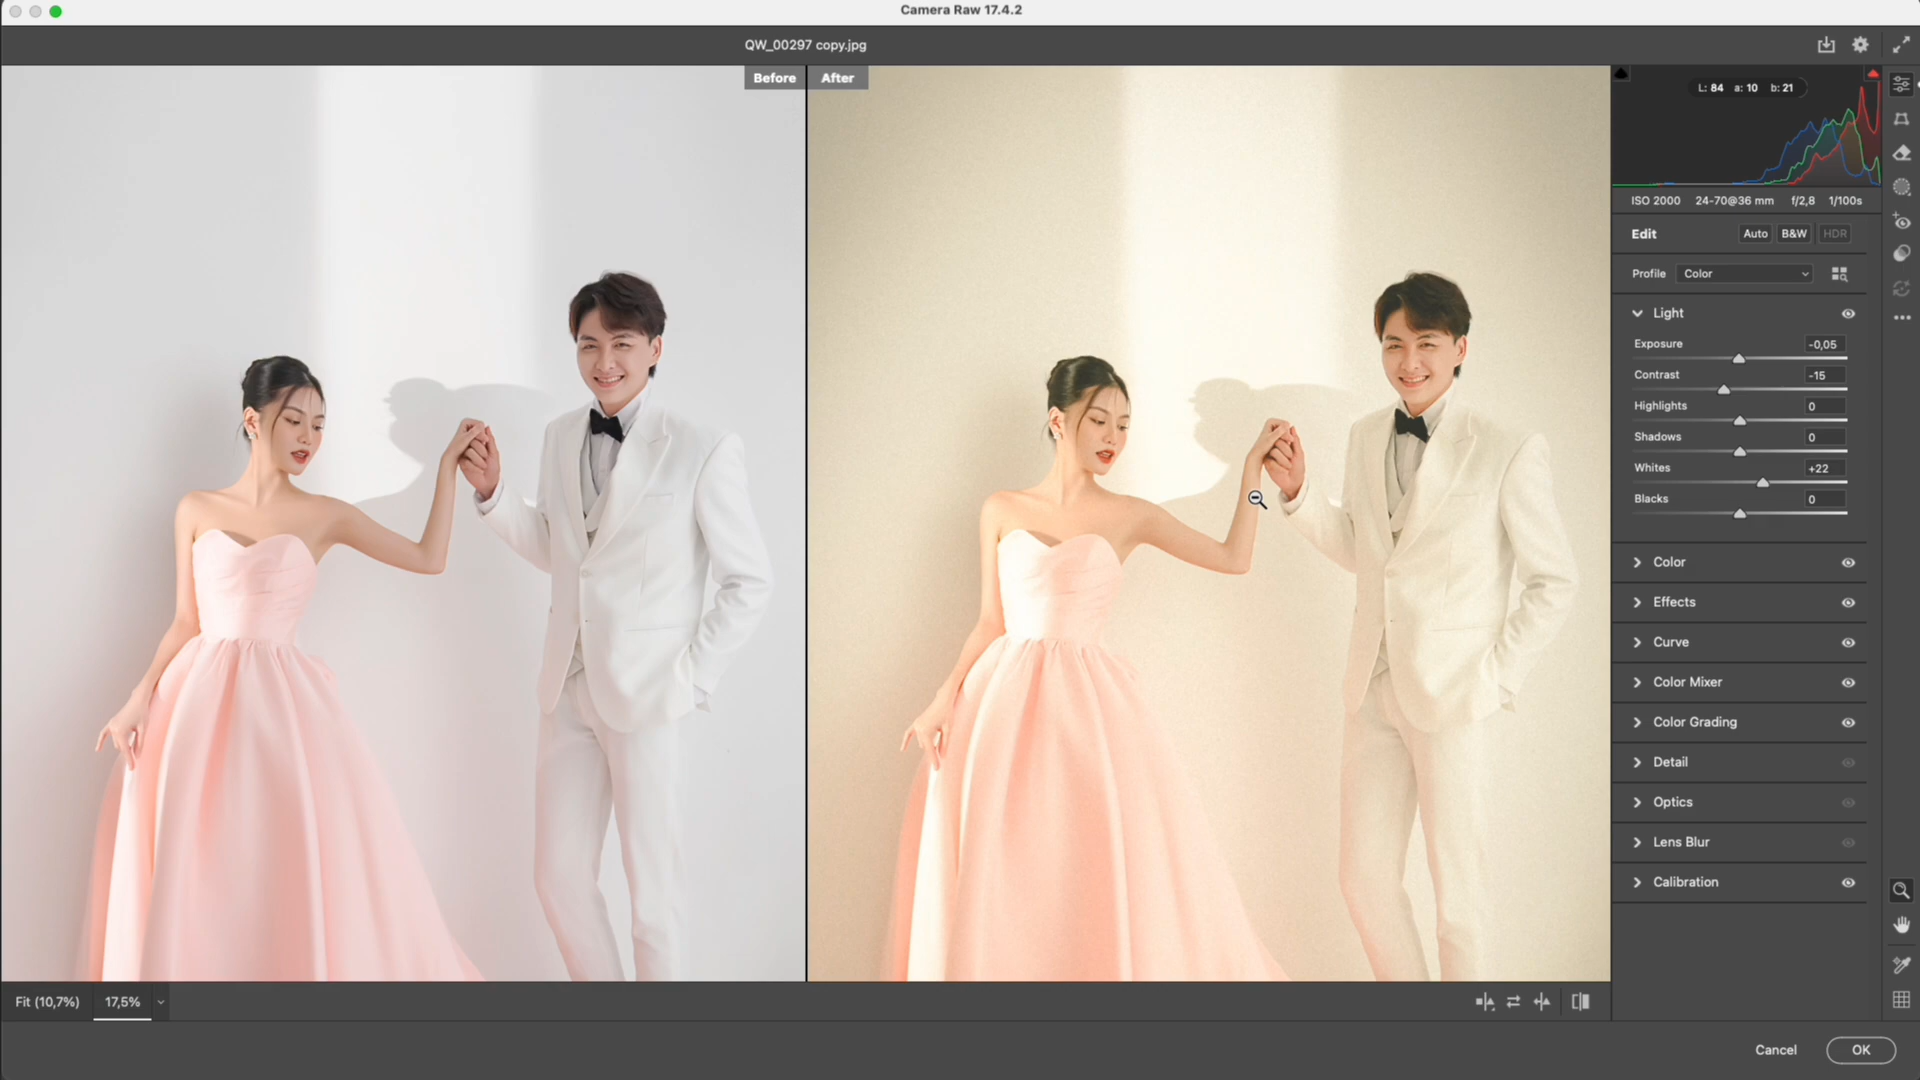 Camera Raw 17.4.2
QW_00297 copy.jpg
Before
After
L: 84 a: 10 b: 21
ISO 2000 24-70@36 mm f/2,8 1/100s
Edit
Auto
B&W
HDR
Profile
Color
Light
Exposure
-0,05
Contrast
-15
Highlights
0
Shadows
0
Whites
+22
Blacks
0
Color
Effects
Curve
Color Mixer
Color Grading
Detail
Optics
Lens Blur
Calibration
Fit (10,7%)
17,5%
Cancel
OK